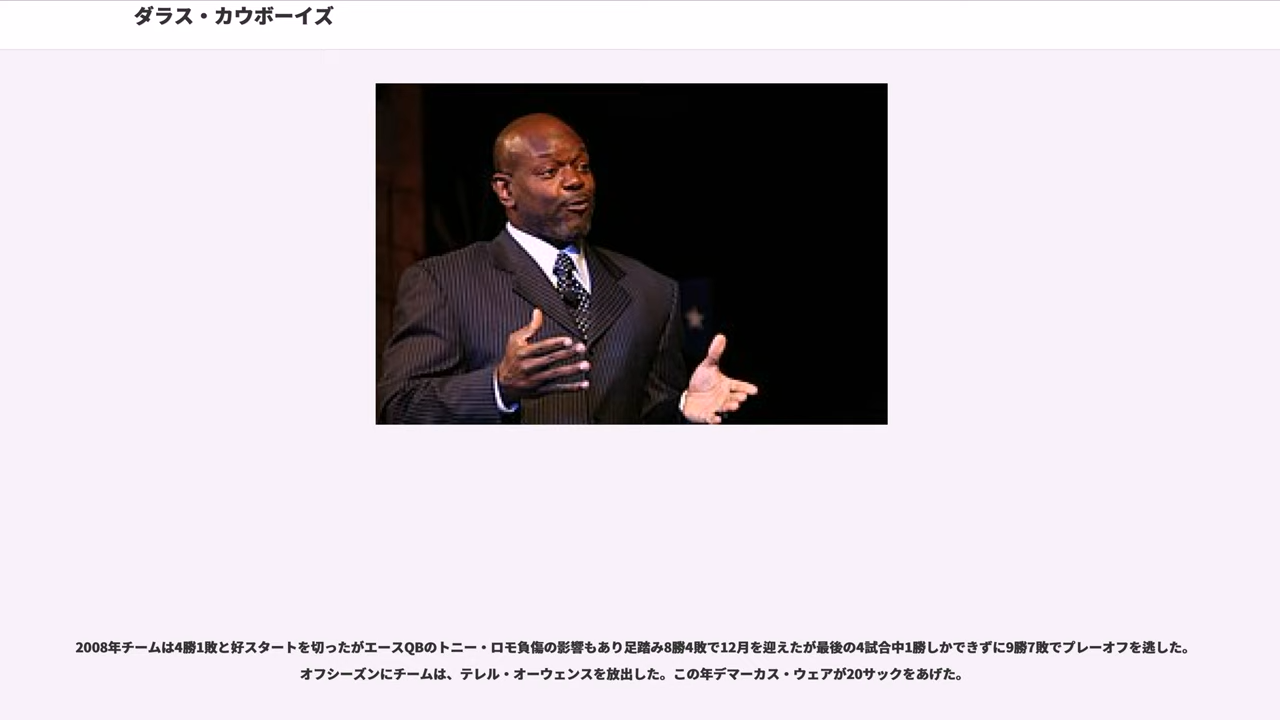 ダラス・カウボーイズ
2008年チームは4勝1敗と好スタートを切ったがエースQBのトニー・ロモ負傷の影響もあり足踏み8勝4敗で12月を迎えたが最後の4試合中1勝しかできずに9勝7敗でプレーオフを逃した。
オフシーズンにチームは、テレル・オーウェンスを放出した。この年デマーカス・ウェアが20サックをあげた。